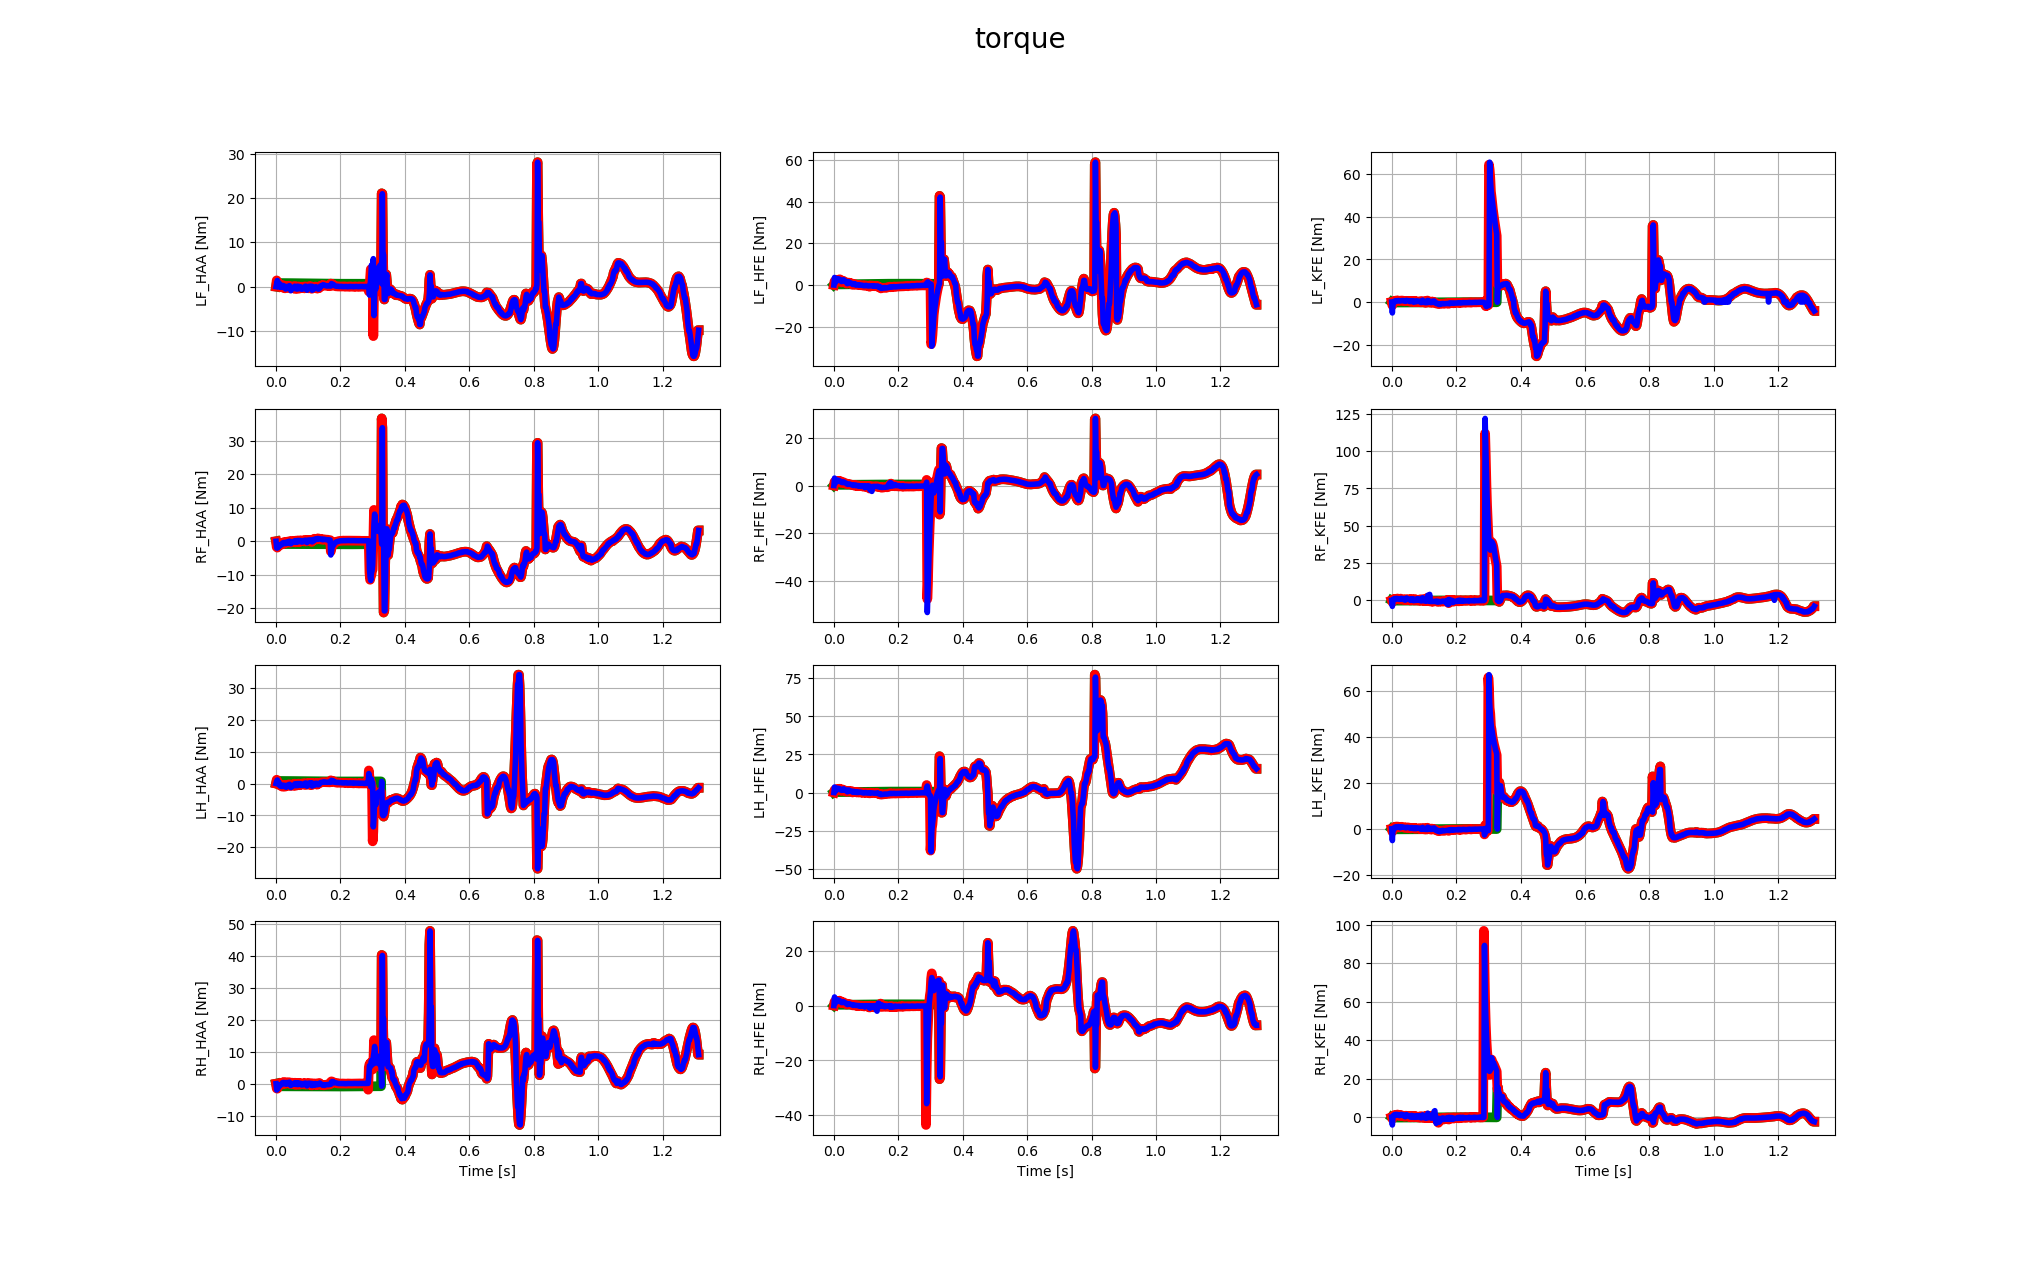 torque
LF_HAA [Nm]
30
20
10
0
−10
0.0 0.2 0.4 0.6 0.8 1.0 1.2
LF_HFE [Nm]
60
40
20
0
−20
0.0 0.2 0.4 0.6 0.8 1.0 1.2
LF_KFE [Nm]
60
40
20
0
−20
0.0 0.2 0.4 0.6 0.8 1.0 1.2
RF_HAA [Nm]
30
20
10
0
−10
−20
0.0 0.2 0.4 0.6 0.8 1.0 1.2
RF_HFE [Nm]
20
0
−20
−40
0.0 0.2 0.4 0.6 0.8 1.0 1.2
RF_KFE [Nm]
125
100
75
50
25
0
0.0 0.2 0.4 0.6 0.8 1.0 1.2
LH_HAA [Nm]
30
20
10
0
−10
−20
0.0 0.2 0.4 0.6 0.8 1.0 1.2
LH_HFE [Nm]
75
50
25
0
−25
−50
0.0 0.2 0.4 0.6 0.8 1.0 1.2
LH_KFE [Nm]
60
40
20
0
−20
0.0 0.2 0.4 0.6 0.8 1.0 1.2
RH_HAA [Nm]
50
40
30
20
10
0
−10
0.0 0.2 0.4 0.6 0.8 1.0 1.2
Time [s]
RH_HFE [Nm]
20
0
−20
−40
0.0 0.2 0.4 0.6 0.8 1.0 1.2
Time [s]
RH_KFE [Nm]
100
80
60
40
20
0
0.0 0.2 0.4 0.6 0.8 1.0 1.2
Time [s]